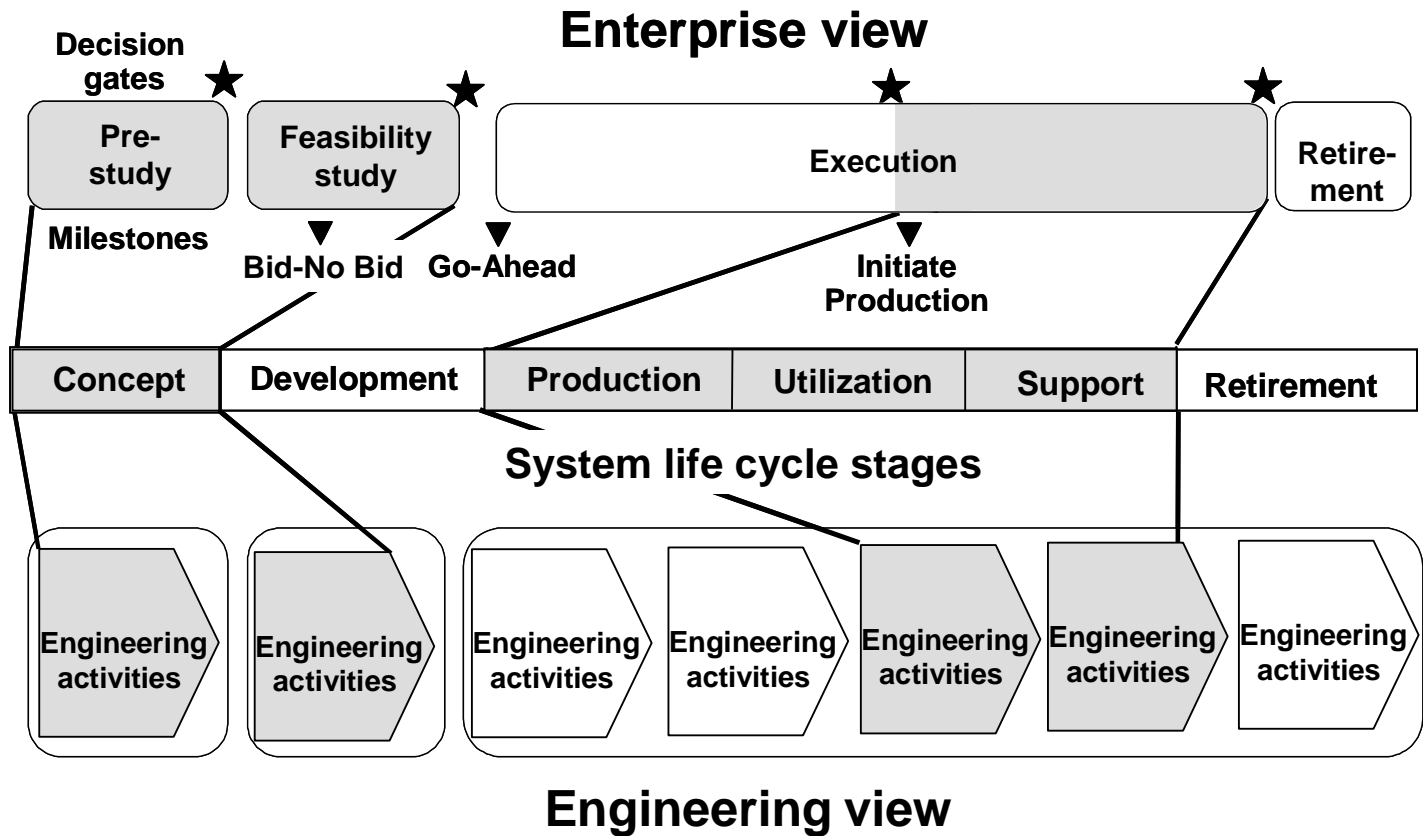 Enterprise view
Decision
gates
Pre-
study
Feasibility
study
Execution
Retire-
ment
Milestones
Bid-No Bid
Go-Ahead
Initiate
Production
Concept
Development
Production
Utilization
Support
Retirement
System life cycle stages
Engineering
activities
Engineering
activities
Engineering
activities
Engineering
activities
Engineering
activities
Engineering
activities
Engineering
activities
Engineering view